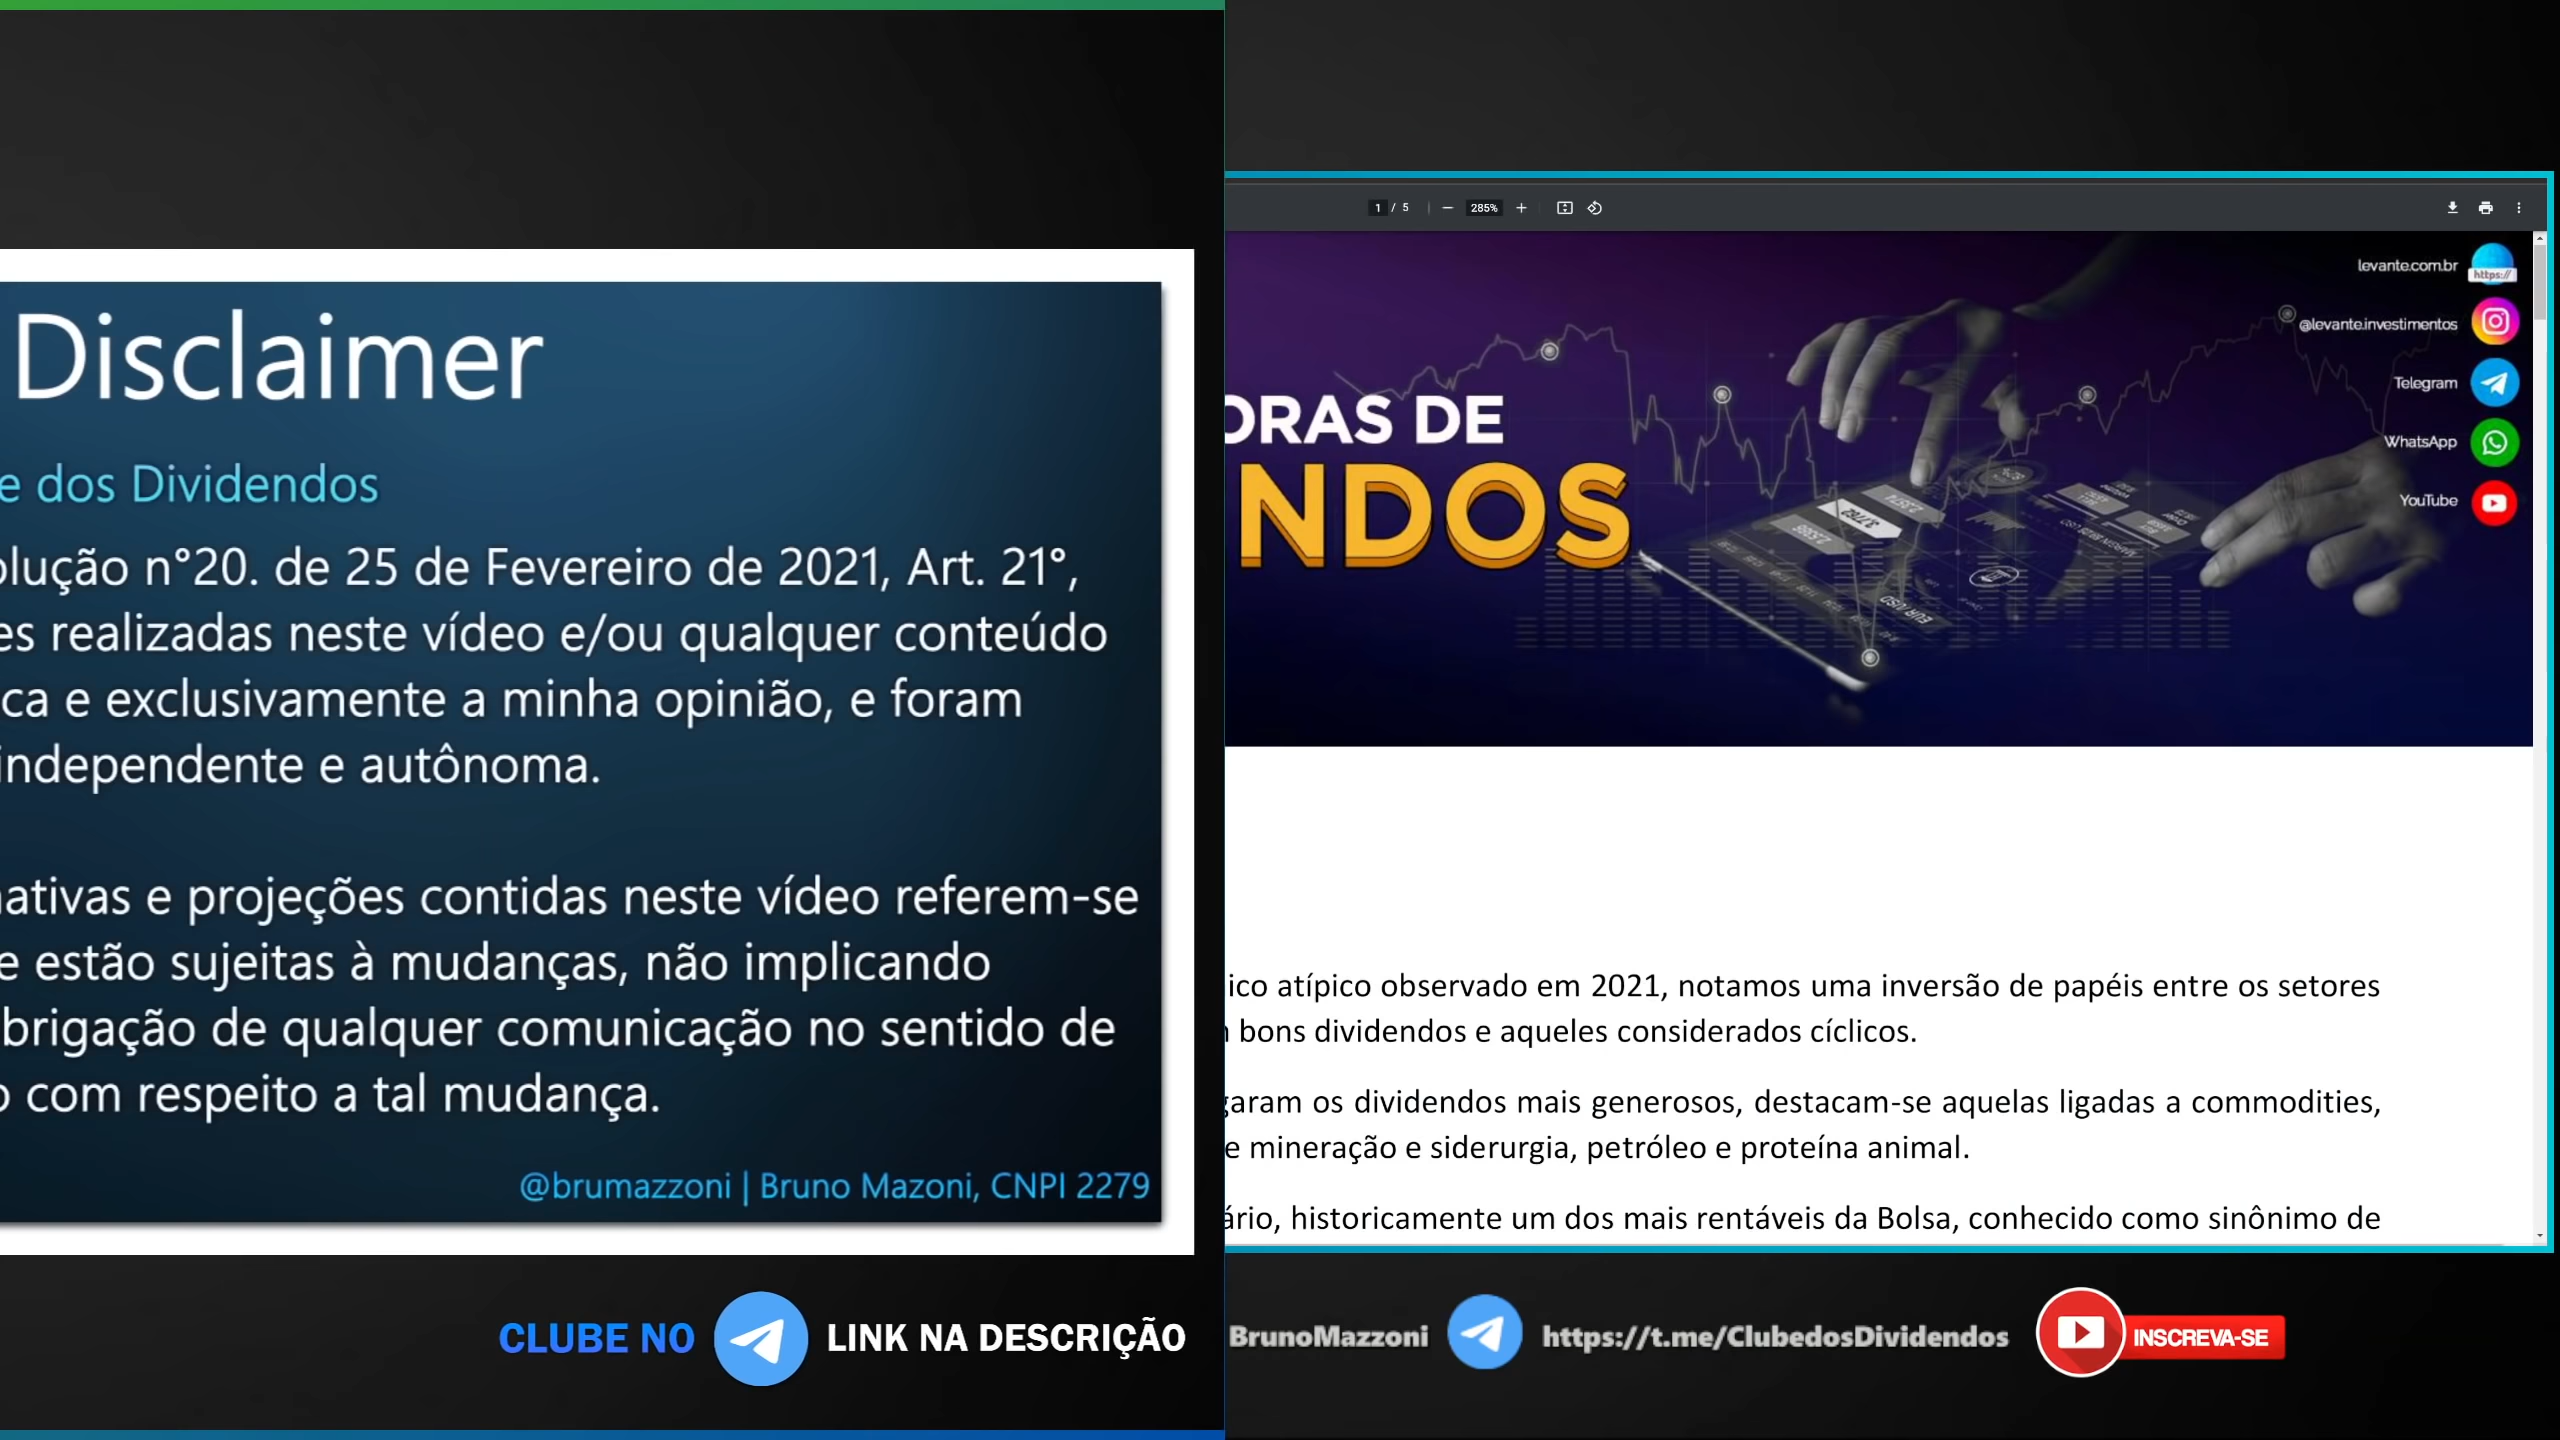 Disclaimer
e dos Dividendos
olução n°20. de 25 de Fevereiro de 2021, Art. 21°,
es realizadas neste vídeo e/ou qualquer conteúdo
ca e exclusivamente a minha opinião, e foram
independente e autônoma.
ativas e projeções contidas neste vídeo referem-se
e estão sujeitas à mudanças, não implicando
brigação de qualquer comunicação no sentido de
o com respeito a tal mudança.
@brumazzoni | Bruno Mazoni, CNPI 2279
CLUBE NO LINK NA DESCRIÇÃO
1 / 5 285%
levante.com.br
https://
@levante.investimentos
Telegram
WhatsApp
YouTube
ORAS DE
NDOS
ico atípico observado em 2021, notamos uma inversão de papéis entre os setores
bons dividendos e aqueles considerados cíclicos.
garam os dividendos mais generosos, destacam-se aquelas ligadas a commodities,
e mineração e siderurgia, petróleo e proteína animal.
ário, historicamente um dos mais rentáveis da Bolsa, conhecido como sinônimo de
BrunoMazzoni https://t.me/ClubedosDividendos INSCREVA-SE